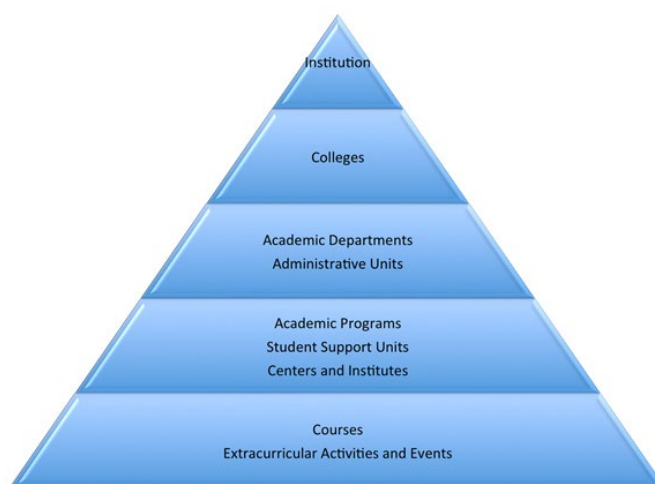 Institution
Colleges
Academic Departments
Administrative Units
Academic Programs
Student Support Units
Centers and Institutes
Courses
Extracurricular Activities and Events